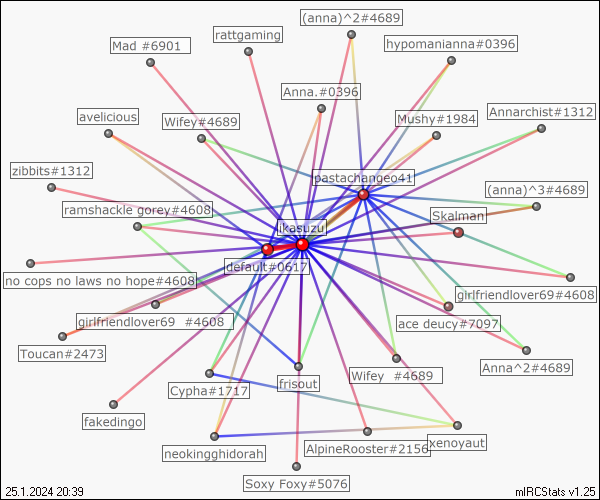 (anna)^2#4689
rattgaming
Mad #6901
hypomanianna#0396
Anna.#0396
avelicious
Wifey#4689
Mushy#1984
Annarchist#1312
zibbits#1312
pastachangeo41
(anna)^3#4689
ramshackle gorey#4608
Skalman
ikasuzu
default#0617
no cops no laws no hope#4608
girlfriendlover69#4608
girlfriendlover69 #4608
ace deucy#7097
Toucan#2473
Anna^2#4689
Wifey #4689
Cypha#1717
frisout
fakedingo
xenoyaut
AlpineRooster#2156
neokingghidorah
Soxy Foxy#5076
25.1.2024 20:39
mIRCStats v1.25